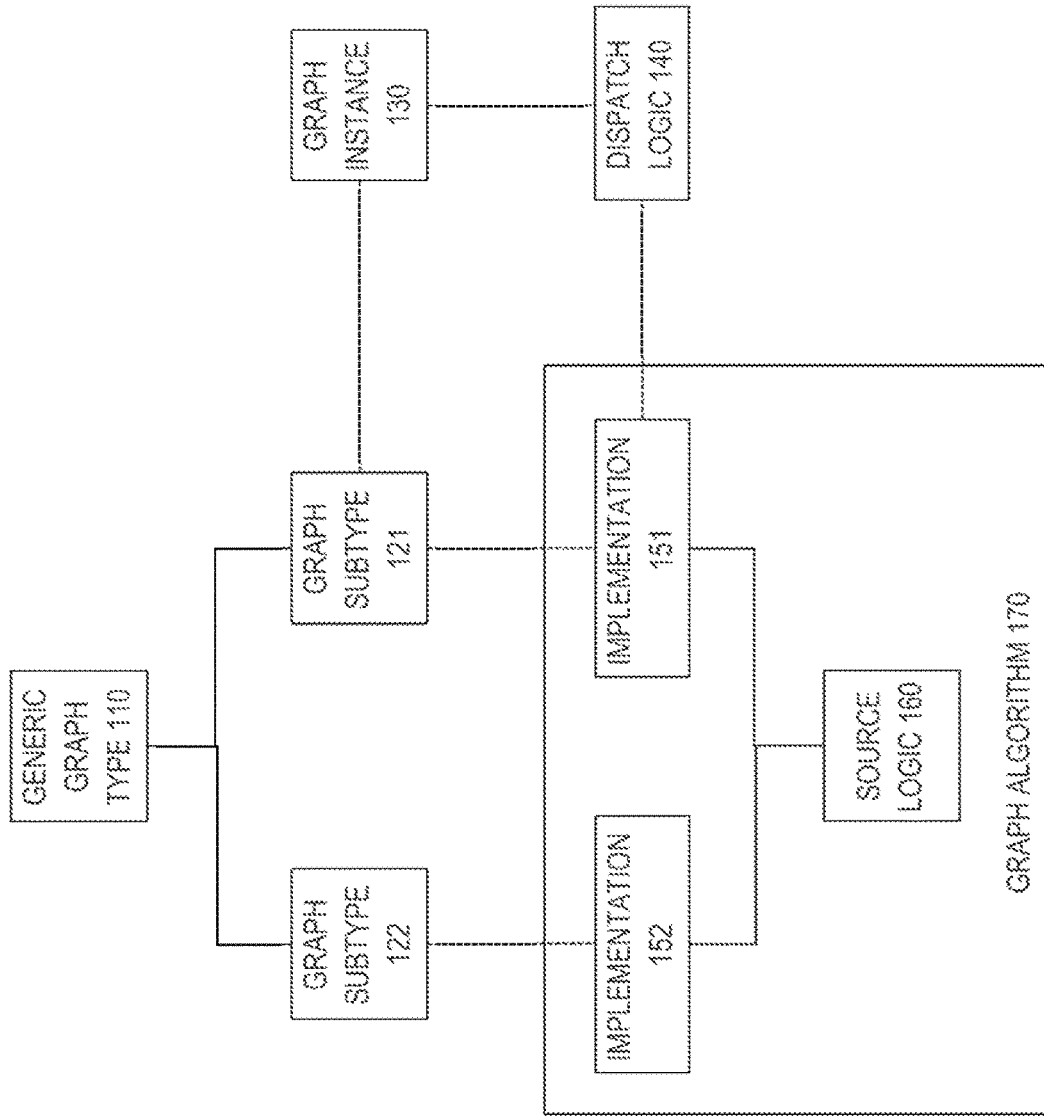 GENERIC
GRAPH
TYPE 110
GRAPH
SUBTYPE
122
GRAPH
SUBTYPE
121
GRAPH
INSTANCE
130
IMPLEMENTATION
152
IMPLEMENTATION
151
DISPATCH
LOGIC 140
SOURCE
LOGIC 160
GRAPH ALGORITHM 170